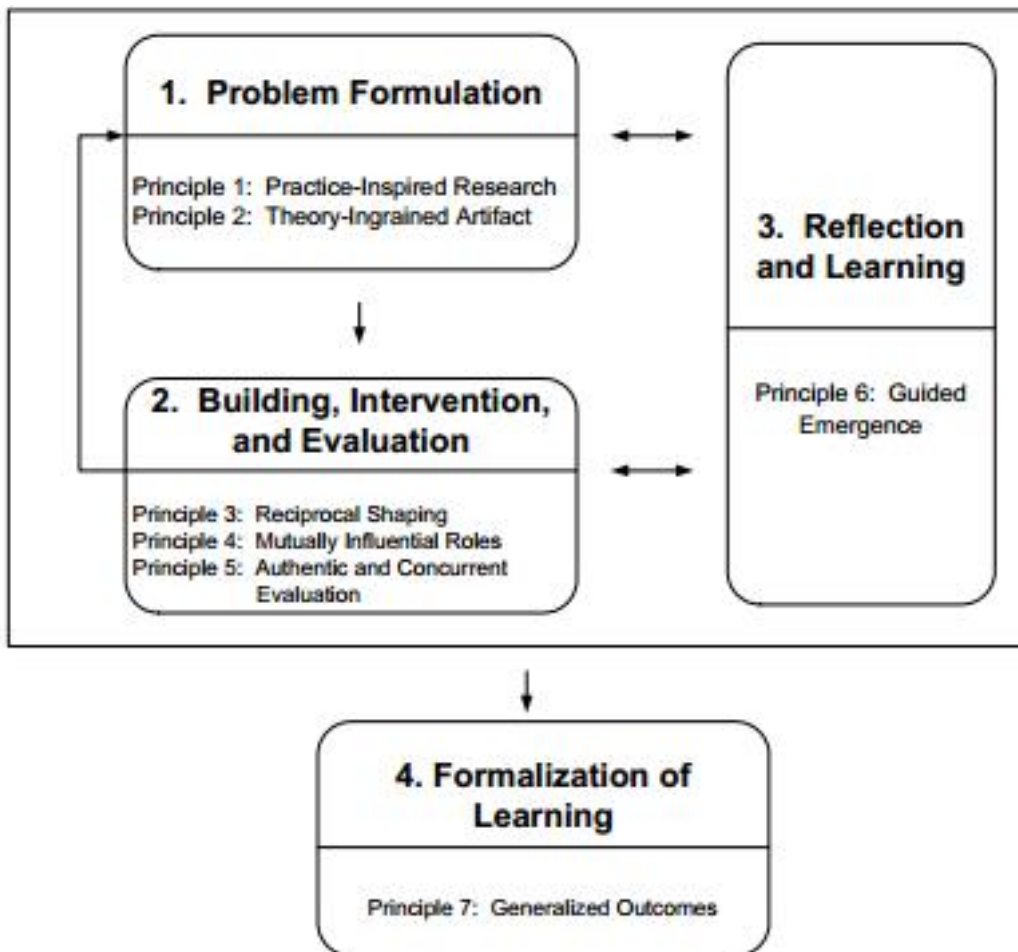 1. Problem Formulation
Principle 1: Practice-Inspired Research
Principle 2: Theory-Ingrained Artifact
2. Building, Intervention,
and Evaluation
Principle 3: Reciprocal Shaping
Principle 4: Mutually Influential Roles
Principle 5: Authentic and Concurrent
Evaluation
3. Reflection
and Learning
Principle 6: Guided
Emergence
4. Formalization of
Learning
Principle 7: Generalized Outcomes